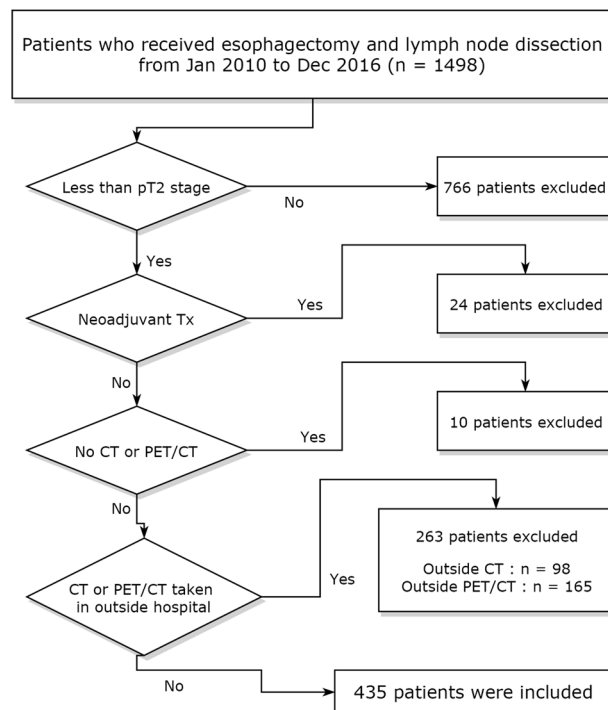 Patients who received esophagectomy and lymph node dissection
from Jan 2010 to Dec 2016 (n = 1498)
Less than pT2 stage
No
766 patients excluded
Yes
Neoadjuvant Tx
Yes
24 patients excluded
No
No CT or PET/CT
Yes
10 patients excluded
No
263 patients excluded
Outside CT : n = 98
Outside PET/CT : n = 165
CT or PET/CT taken
in outside hospital
Yes
No
435 patients were included